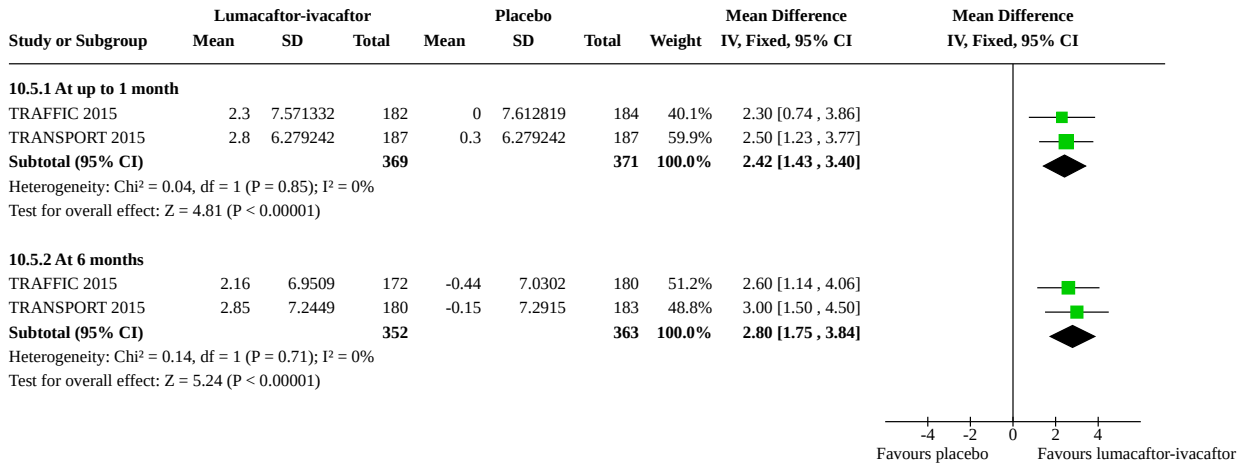 Lumacaftor-ivacaftor Placebo Mean Difference Mean Difference
Study or Subgroup Mean SD Total Mean SD Total Weight IV, Fixed, 95% CI IV, Fixed, 95% CI
10.5.1 At up to 1 month
TRAFFIC 2015 2.3 7.571332 182 0 7.612819 184 40.1% 2.30 [0.74 , 3.86]
TRANSPORT 2015 2.8 6.279242 187 0.3 6.279242 187 59.9% 2.50 [1.23 , 3.77]
Subtotal (95% CI) 369 371 100.0% 2.42 [1.43 , 3.40]
Heterogeneity: Chi² = 0.04, df = 1 (P = 0.85); I² = 0%
Test for overall effect: Z = 4.81 (P < 0.00001)
10.5.2 At 6 months
TRAFFIC 2015 2.16 6.9509 172 -0.44 7.0302 180 51.2% 2.60 [1.14 , 4.06]
TRANSPORT 2015 2.85 7.2449 180 -0.15 7.2915 183 48.8% 3.00 [1.50 , 4.50]
Subtotal (95% CI) 352 363 100.0% 2.80 [1.75 , 3.84]
Heterogeneity: Chi² = 0.14, df = 1 (P = 0.71); I² = 0%
Test for overall effect: Z = 5.24 (P < 0.00001)
-4 -2 0 2 4
Favours placebo Favours lumacaftor-ivacaftor